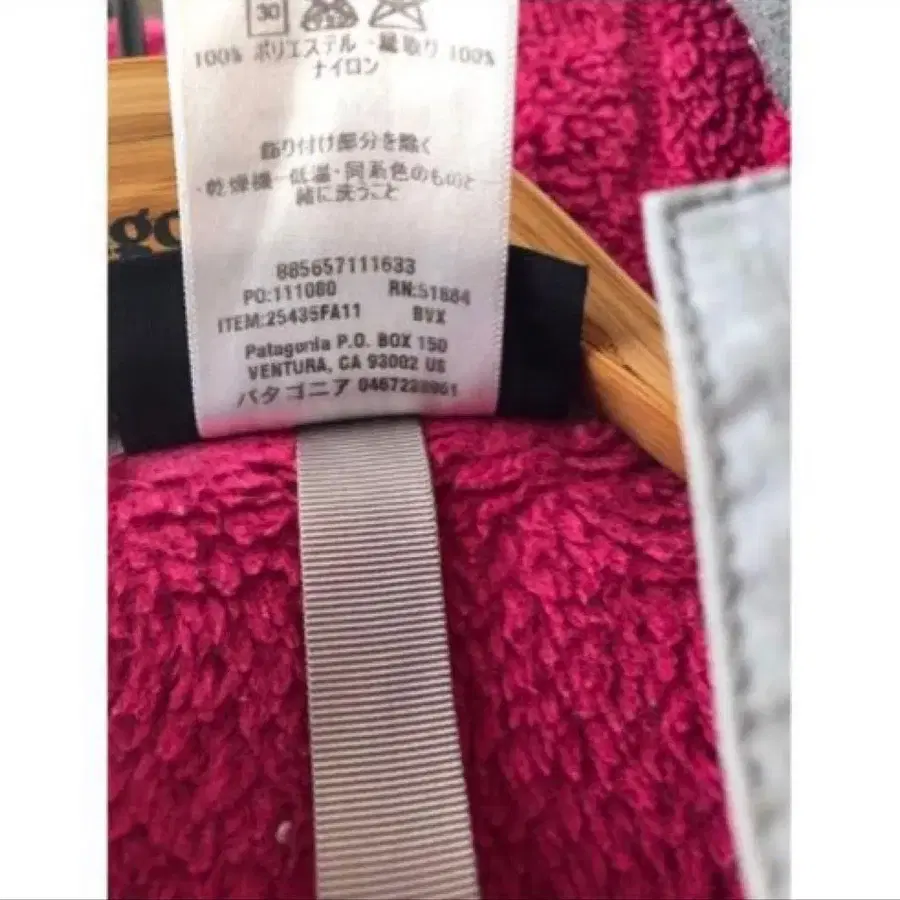 30
100% ポリエステル・縁取り 100%
ナイロン
飾り付け部分を除く
・乾燥機－低温・同系色のものと
一緒に洗うこと
885657111633
PO:111080 RN:51884
ITEM:25435FA11 BVX
Patagonia P.O. BOX 150
VENTURA, CA 93002 US
パタゴニア